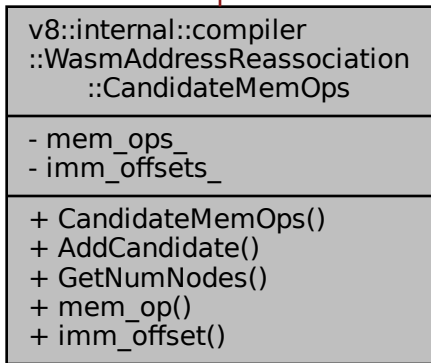 v8::internal::compiler
::WasmAddressReassociation
::CandidateMemOps
- mem_ops_
- imm_offsets_
+ CandidateMemOps()
+ AddCandidate()
+ GetNumNodes()
+ mem_op()
+ imm_offset()